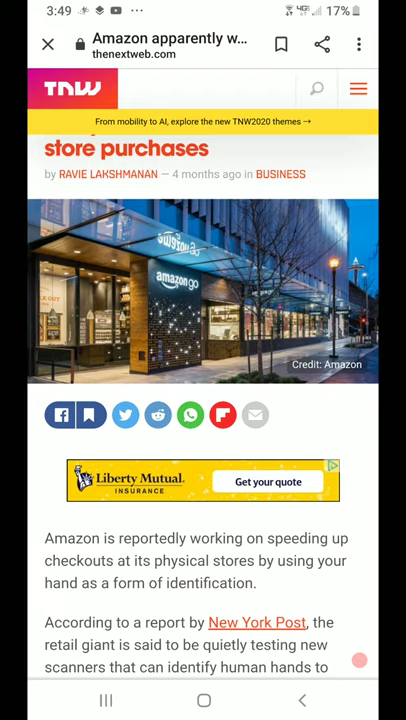 3:49
17%
Amazon apparently w...
thenextweb.com
TNW
From mobility to AI, explore the new TNW2020 themes →
store purchases
by RAVIE LAKSHMANAN — 4 months ago in BUSINESS
amazon go
Credit: Amazon
Liberty Mutual.
INSURANCE
Get your quote
Amazon is reportedly working on speeding up
checkouts at its physical stores by using your
hand as a form of identification.
According to a report by New York Post, the
retail giant is said to be quietly testing new
scanners that can identify human hands to